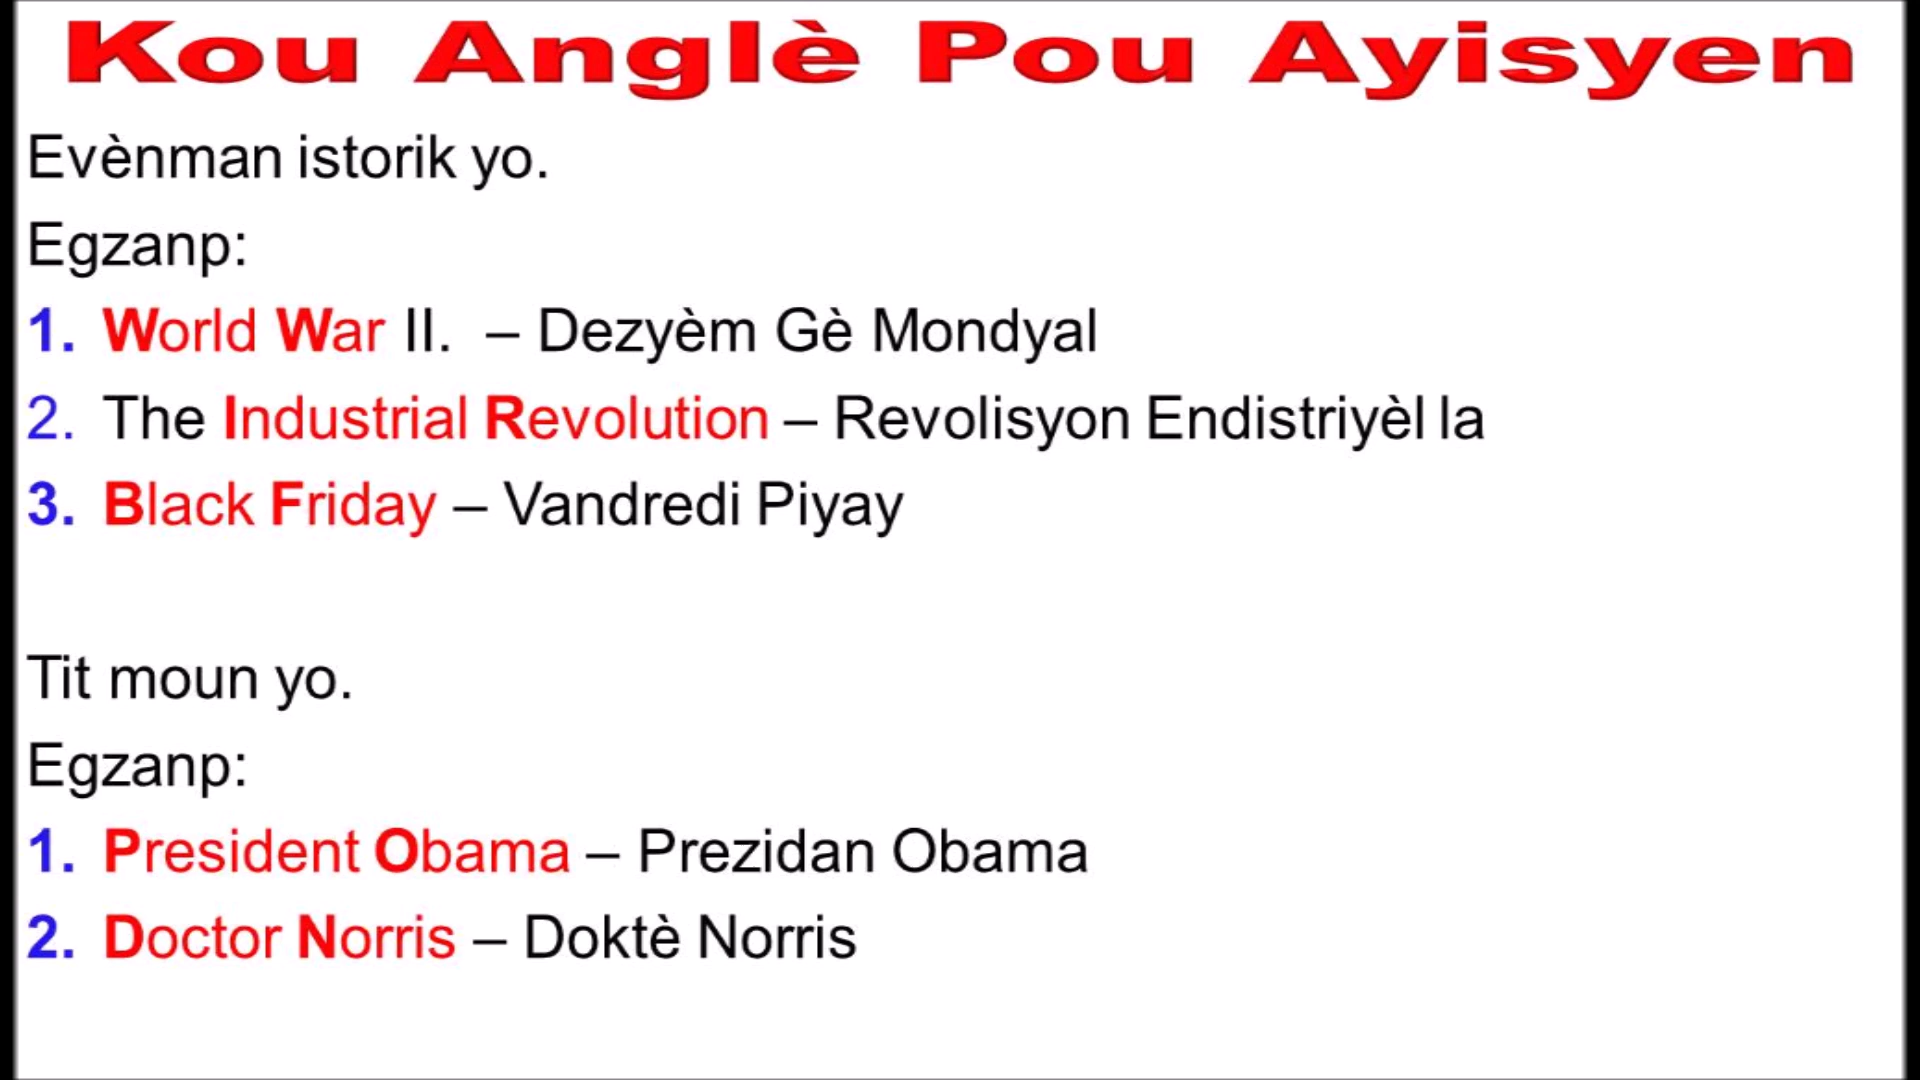 Kou Anglè Pou Ayisyen
Evènman istorik yo.
Egzanp:
1. World War II. – Dezyèm Gè Mondyal
2. The Industrial Revolution – Revolisyon Endistriyèl la
3. Black Friday – Vandredi Piyay
Tit moun yo.
Egzanp:
1. President Obama – Prezidan Obama
2. Doctor Norris – Doktè Norris